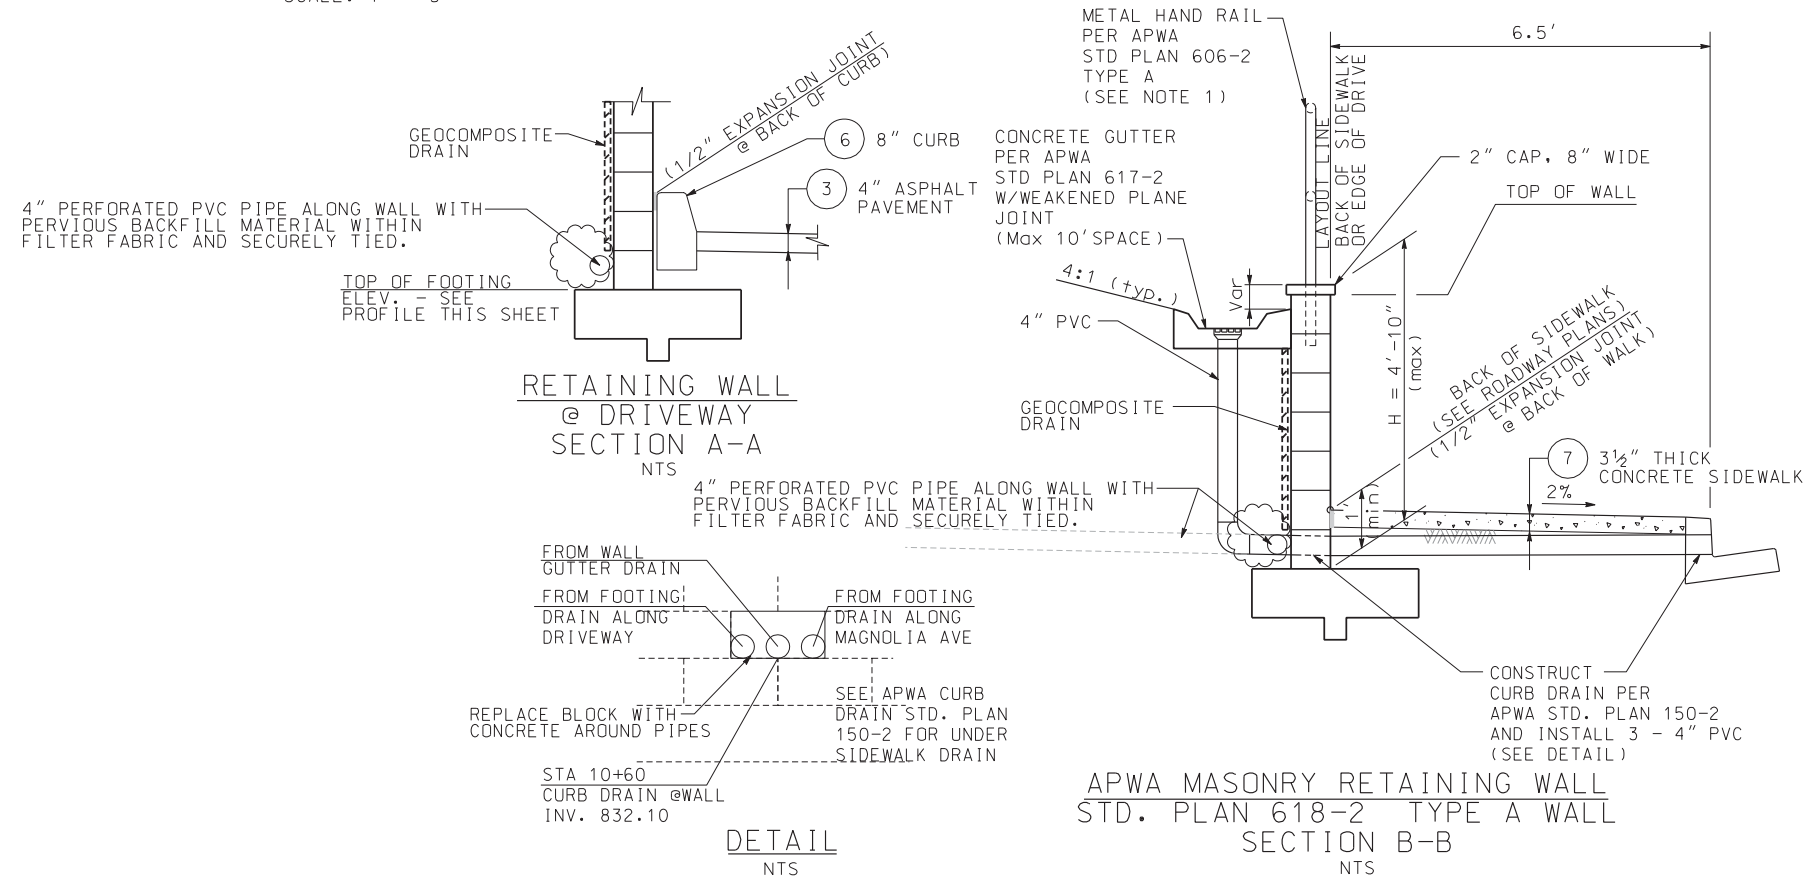 GEOCOMPOSITE
DRAIN
(1/2" EXPANSION JOINT
@ BACK OF CURB)
6
8" CURB
3
4" ASPHALT
PAVEMENT
4" PERFORATED PVC PIPE ALONG WALL WITH
PERVIOUS BACKFILL MATERIAL WITHIN
FILTER FABRIC AND SECURELY TIED.
TOP OF FOOTING
ELEV. - SEE
PROFILE THIS SHEET
RETAINING WALL
@ DRIVEWAY
SECTION A-A
NTS
METAL HAND RAIL
PER APWA
STD PLAN 606-2
TYPE A
(SEE NOTE 1)
6.5'
LAYOUT LINE
BACK OF SIDEWALK
OR EDGE OF DRIVE
CONCRETE GUTTER
PER APWA
STD PLAN 617-2
W/WEAKENED PLANE
JOINT
(Max 10'SPACE)
2" CAP, 8" WIDE
TOP OF WALL
4:1 (typ.)
Var
4" PVC
H = 4'-10"
(max)
BACK OF SIDEWALK
(SEE ROADWAY PLANS)
(1/2" EXPANSION JOINT
@ BACK OF WALK)
GEOCOMPOSITE
DRAIN
7
3½" THICK
CONCRETE SIDEWALK
2%
1'
min)
4" PERFORATED PVC PIPE ALONG WALL WITH
PERVIOUS BACKFILL MATERIAL WITHIN
FILTER FABRIC AND SECURELY TIED.
FROM WALL
GUTTER DRAIN
FROM FOOTING
DRAIN ALONG
DRIVEWAY
FROM FOOTING
DRAIN ALONG
MAGNOLIA AVE
REPLACE BLOCK WITH
CONCRETE AROUND PIPES
SEE APWA CURB
DRAIN STD. PLAN
150-2 FOR UNDER
SIDEWALK DRAIN
STA 10+60
CURB DRAIN @WALL
INV. 832.10
DETAIL
NTS
CONSTRUCT
CURB DRAIN PER
APWA STD. PLAN 150-2
AND INSTALL 3 - 4" PVC
(SEE DETAIL)
APWA MASONRY RETAINING WALL
STD. PLAN 618-2 TYPE A WALL
SECTION B-B
NTS